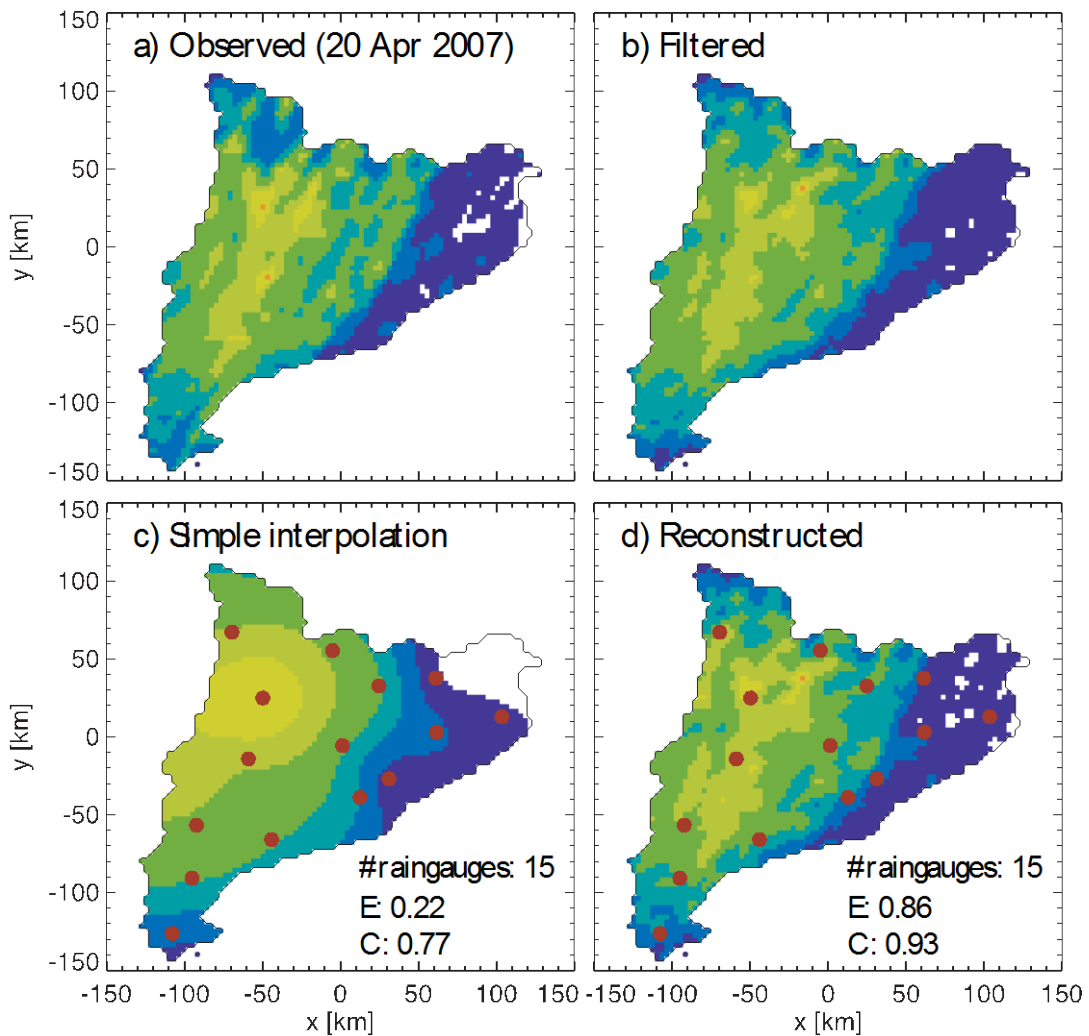 a) Observed (20 Apr 2007)
b) Filtered
150
100
50
0
-50
-100
-150
y [km]
c) Simple interpolation
d) Reconstructed
150
100
50
0
-50
-100
-150
y [km]
#raingauges: 15
E: 0.22
C: 0.77
#raingauges: 15
E: 0.86
C: 0.93
-150 -100 -50 0 50 100 150
-150 -100 -50 0 50 100 150
x [km]
x [km]